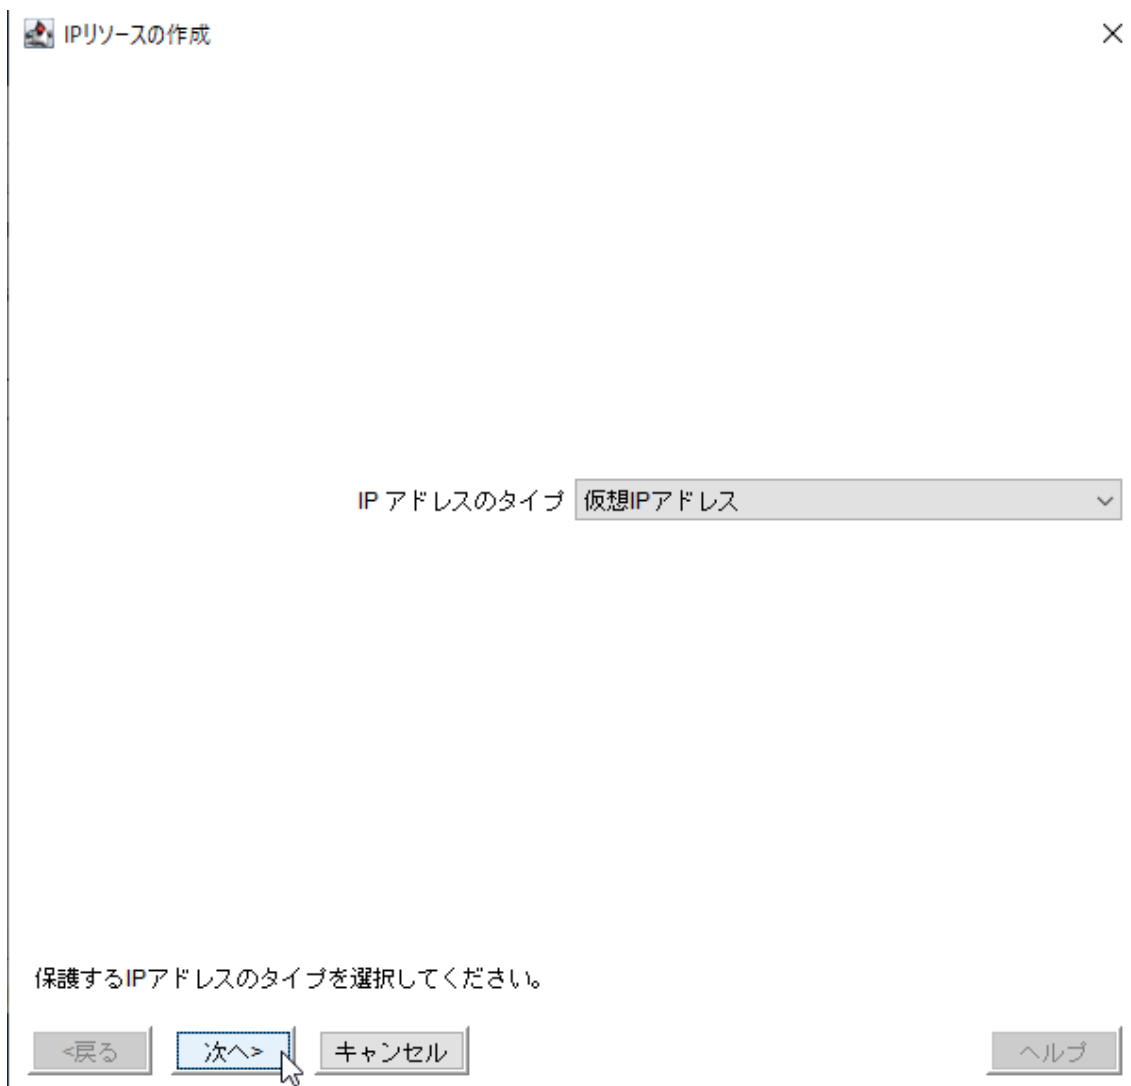 IPリソースの作成
IP アドレスのタイプ 仮想IPアドレス
保護するIPアドレスのタイプを選択してください。
<戻る 次へ> キャンセル ヘルプ